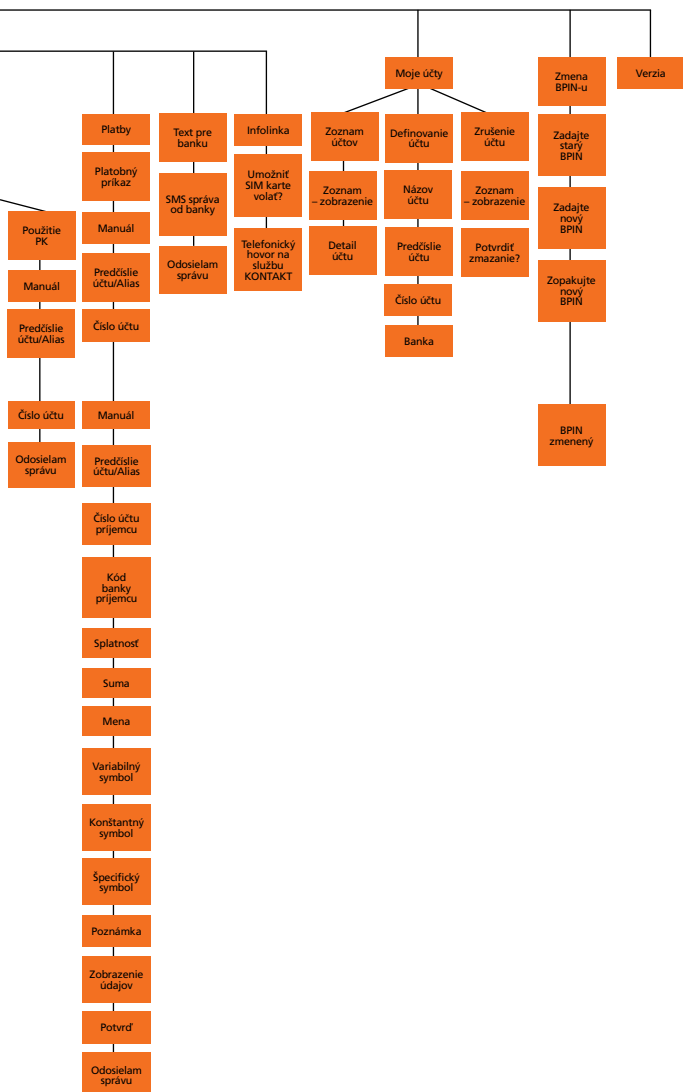 Moje účty
Zmena
BPIN-u
Verzia
Platby
Text pre
banku
Infolinka
Zoznam
účtov
Definovanie
účtu
Zrušenie
účtu
Zadajte
starý
BPIN
Platobný
príkaz
SMS správa
od banky
Umožniť
SIM karte
volať?
Zoznam
– zobrazenie
Názov
účtu
Zoznam
– zobrazenie
Zadajte
nový
BPIN
Použitie
PK
Manuál
Odosielam
správu
Telefonický
hovor na
službu
KONTAKT
Detail
účtu
Predčíslie
účtu
Potvrdiť
zmazanie?
Zopakujte
nový
BPIN
Manuál
Predčíslie
účtu/Alias
Číslo účtu
Predčíslie
účtu/Alias
Číslo účtu
Banka
Číslo účtu
Manuál
BPIN
zmenený
Odosielam
správu
Predčíslie
účtu/Alias
Číslo účtu
príjemcu
Kód
banky
príjemcu
Splatnosť
Suma
Mena
Variabilný
symbol
Konštantný
symbol
Špecifický
symbol
Poznámka
Zobrazenie
údajov
Potvrď
Odosielam
správu